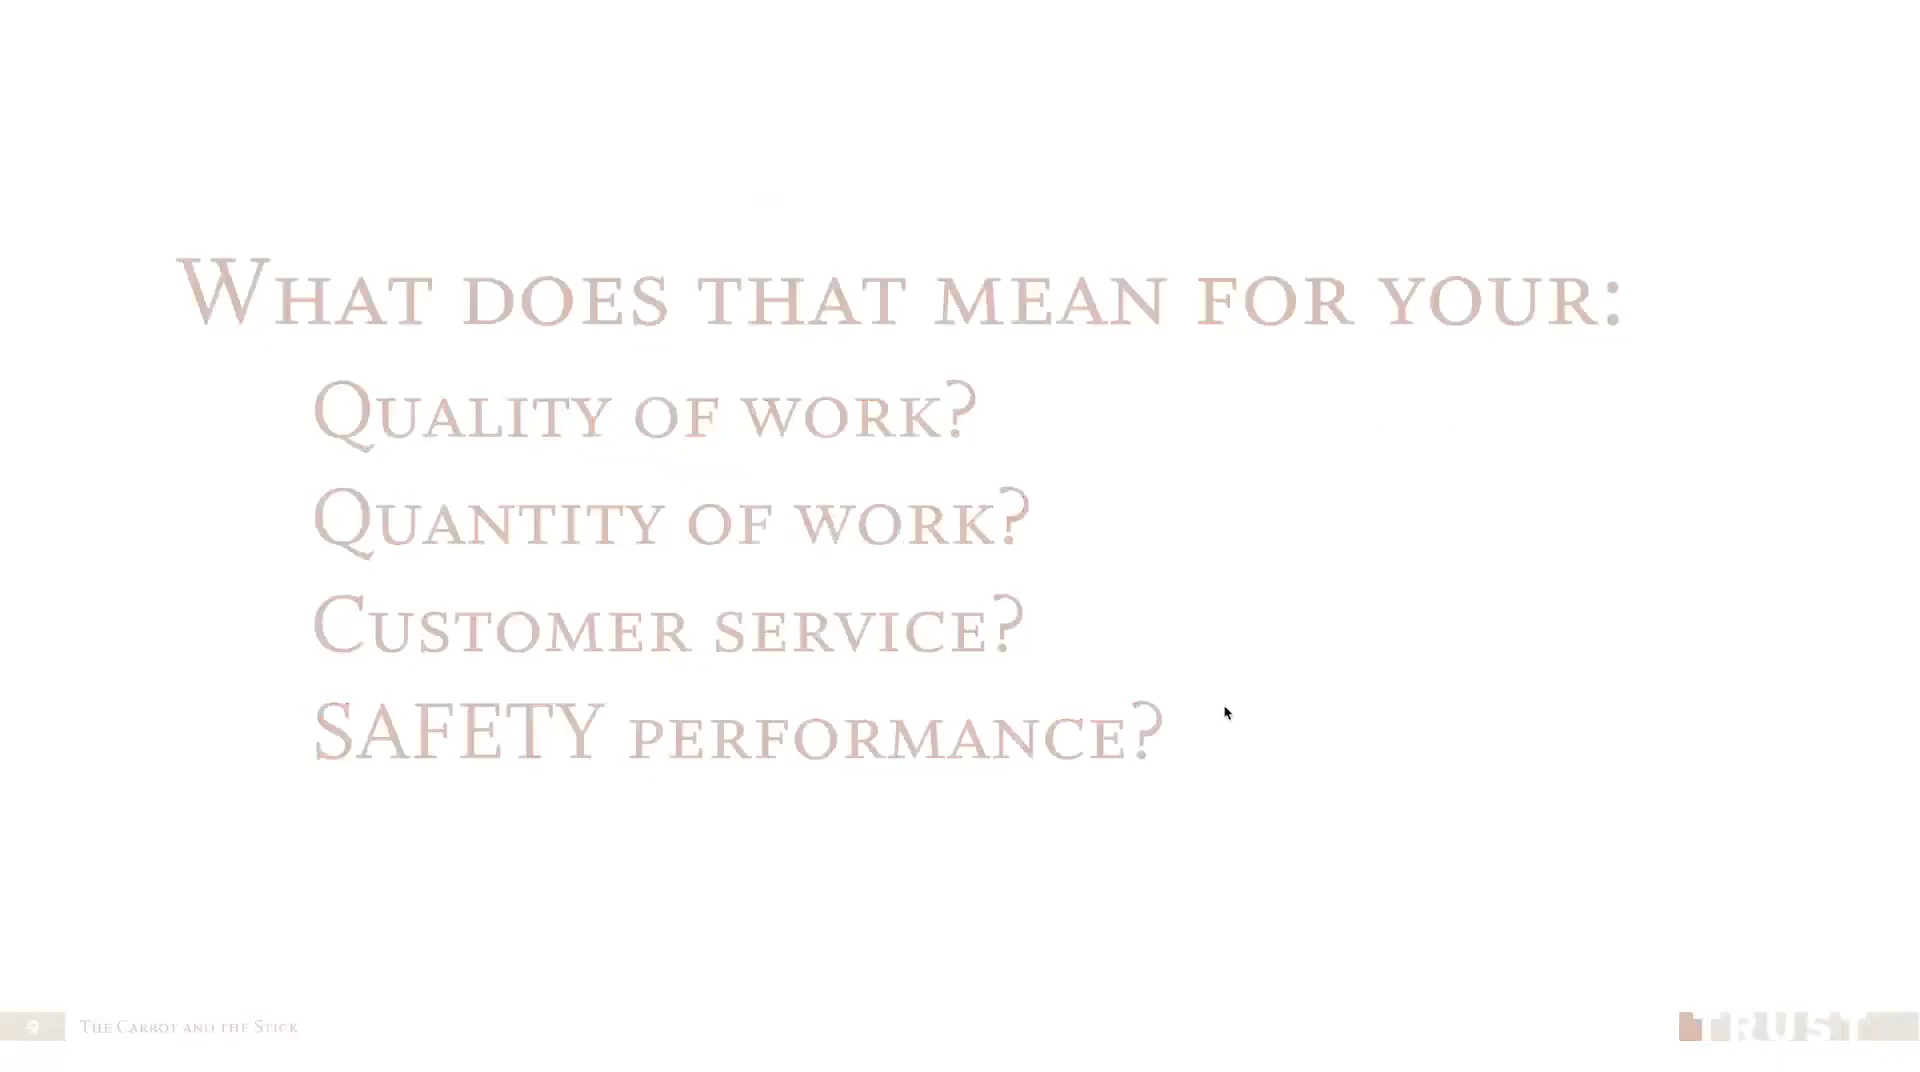 What does that mean for your:
Quality of work?
Quantity of work?
Customer service?
SAFETY performance?
9 The Carrot and the Stick
TRUST